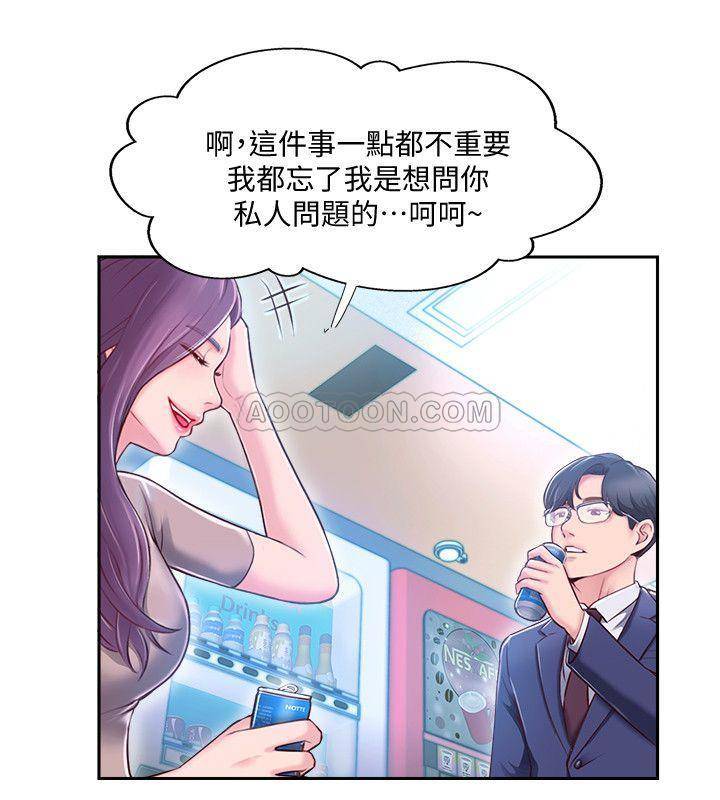 啊，這件事一點都不重要
我都忘了我是想問你
私人問題的…呵呵~
AOOTOON.COM
Drinks
NOTTE
NES AF